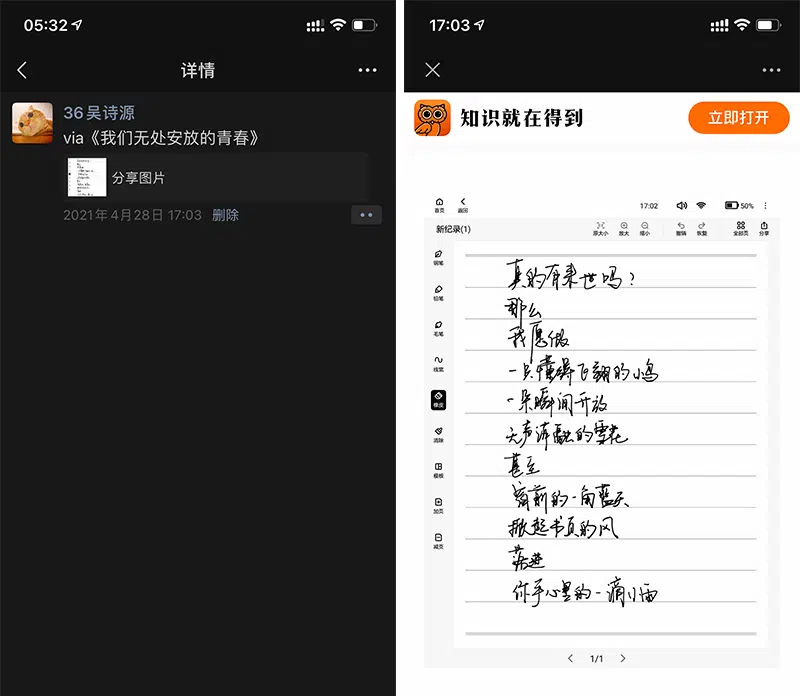 05:32
详情
36吴诗源
via《我们无处安放的青春》
分享图片
2021年4月28日 17:03 删除
17:03
知识就在得到
立即打开
17:02
50%
首页
返回
新纪录(1)
原大小
放大
缩小
撤销
恢复
全部页
分享
钢笔
铅笔
毛笔
线宽
橡皮
清除
模板
加页
减页
真的有来世吗？
那么
我愿做
一只懂得飞翔的小鸟
一朵瞬间开放
无声消融的雪花
甚至
窗前的一角蓝天
掀起书页的风
落进
你手心里的一滴小雨
1/1